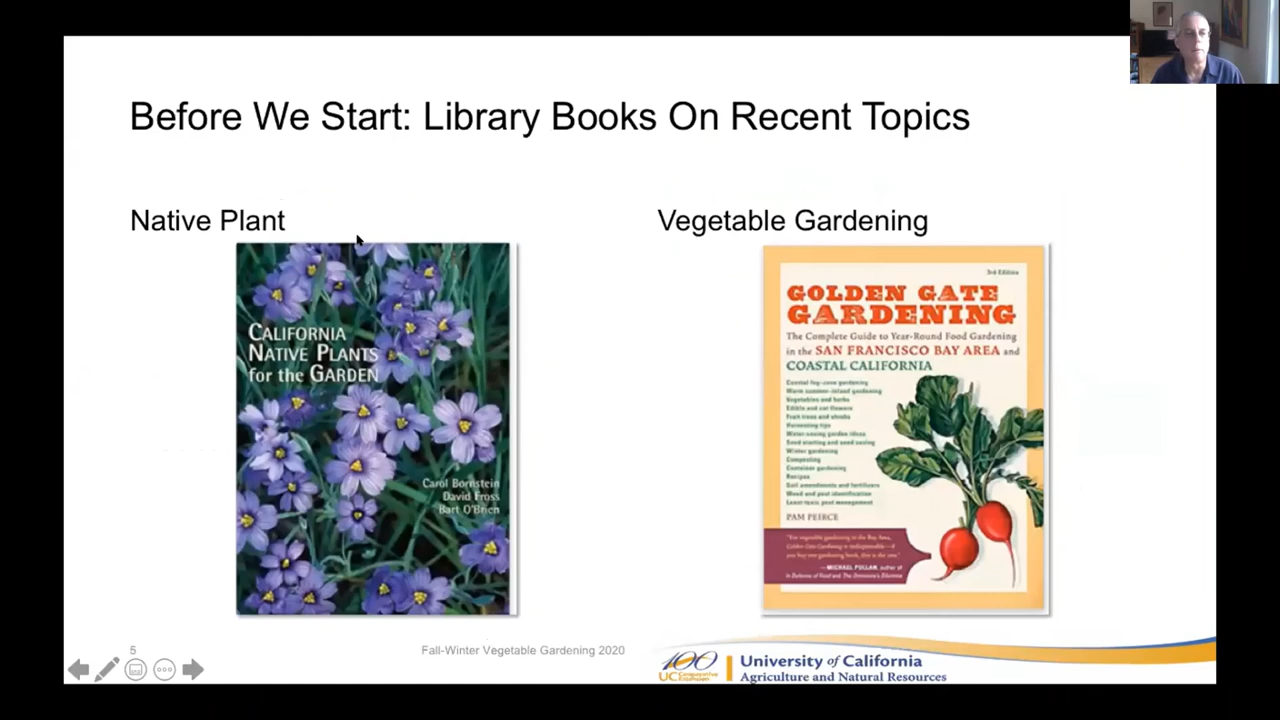 Before We Start: Library Books On Recent Topics
Native Plant
Vegetable Gardening
CALIFORNIA
NATIVE PLANTS
for the GARDEN
Carol Bornstein
David Fross
Bart O'Brien
3rd Edition
GOLDEN GATE
GARDENING
The Complete Guide to Year-Round Food Gardening
in the SAN FRANCISCO BAY AREA and
COASTAL CALIFORNIA
Coastal fog-zone gardening
Warm summer-inland gardening
Vegetables and herbs
Edible and cut flowers
Fruit trees and shrubs
Harvesting tips
Seed starting and seed saving
Winter gardening
Composting
Container gardening
Recipes
Soil amendments and fertilizers
Weed and pest identification
Least-toxic pest management
PAM PEIRCE
"For vegetable gardening in the Bay Area,
Golden Gate Gardening is indispensable—if
you buy one gardening book, this is the one."
—MICHAEL POLLAN, author of
In Defense of Food and The Omnivore's Dilemma
5
Fall-Winter Vegetable Gardening 2020
100
UC Cooperative
Extension
University of California
Agriculture and Natural Resources